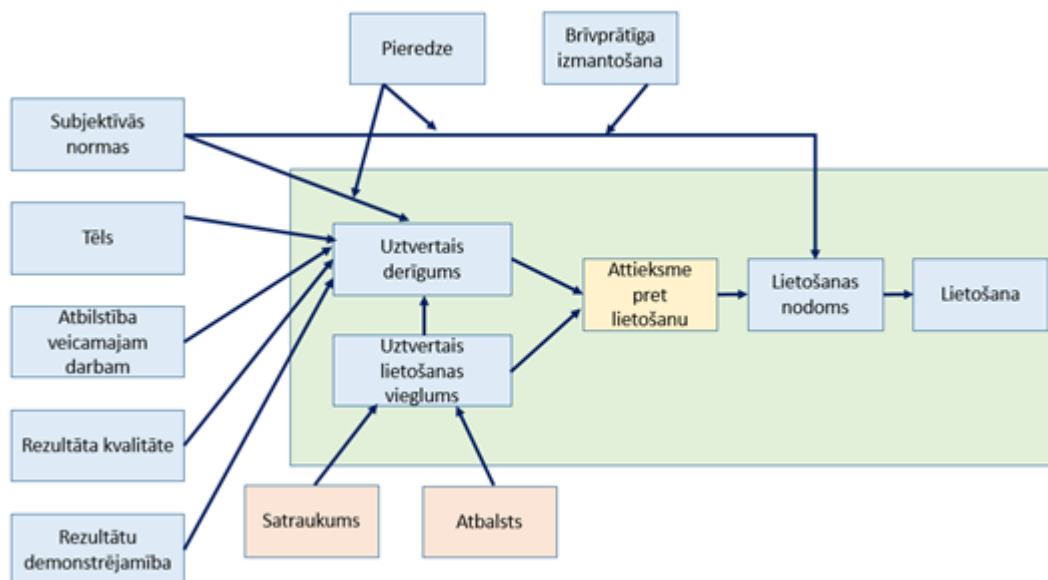 Pieredze
Brīvprātīga
izmantošana
Subjektīvās
normas
Tēls
Uztvertais
derīgums
Attieksme
pret
lietošanu
Lietošanas
nodoms
Lietošana
Atbilstība
veicamajam
darbam
Uztvertais
lietošanas
vieglums
Rezultāta kvalitāte
Satraukums
Atbalsts
Rezultātu
demonstrējamība